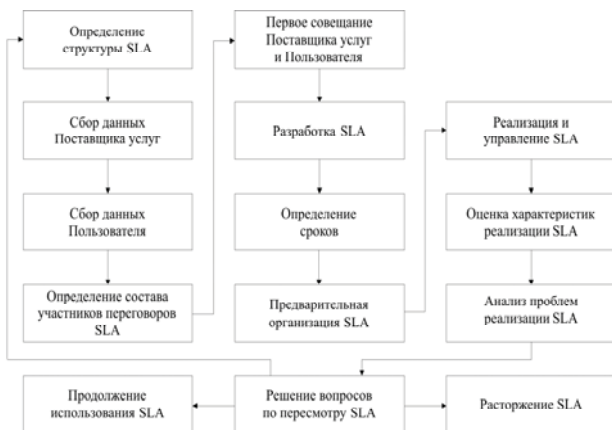 Определение
структуры SLA
Сбор данных
Поставщика услуг
Сбор данных
Пользователя
Определение состава
участников переговоров
SLA
Первое совещание
Поставщика услуг
и Пользователя
Разработка SLA
Определение
сроков
Предварительная
организация SLA
Реализация и
управление SLA
Оценка характеристик
реализации SLA
Анализ проблем
реализации SLA
Продолжение
использования SLA
Решение вопросов
по пересмотру SLA
Расторжение SLA